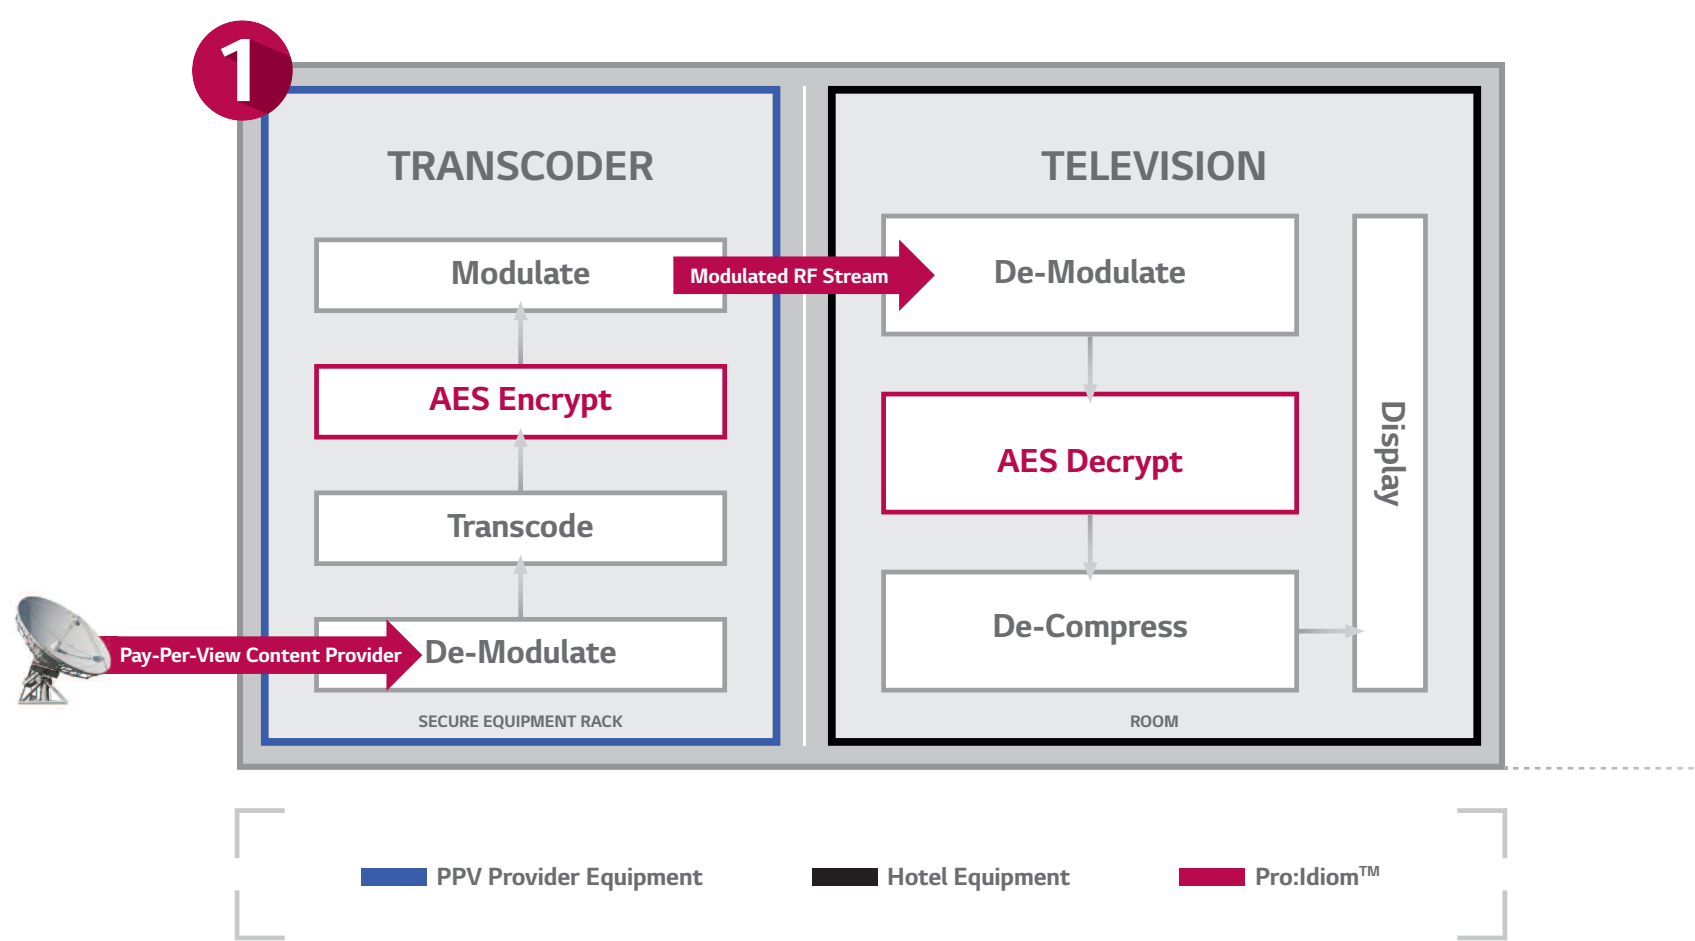 1
TRANSCODER
Modulate
AES Encrypt
Transcode
Pay-Per-View Content Provider
De-Modulate
SECURE EQUIPMENT RACK
Modulated RF Stream
TELEVISION
De-Modulate
AES Decrypt
De-Compress
Display
ROOM
PPV Provider Equipment
Hotel Equipment
Pro:Idiom™